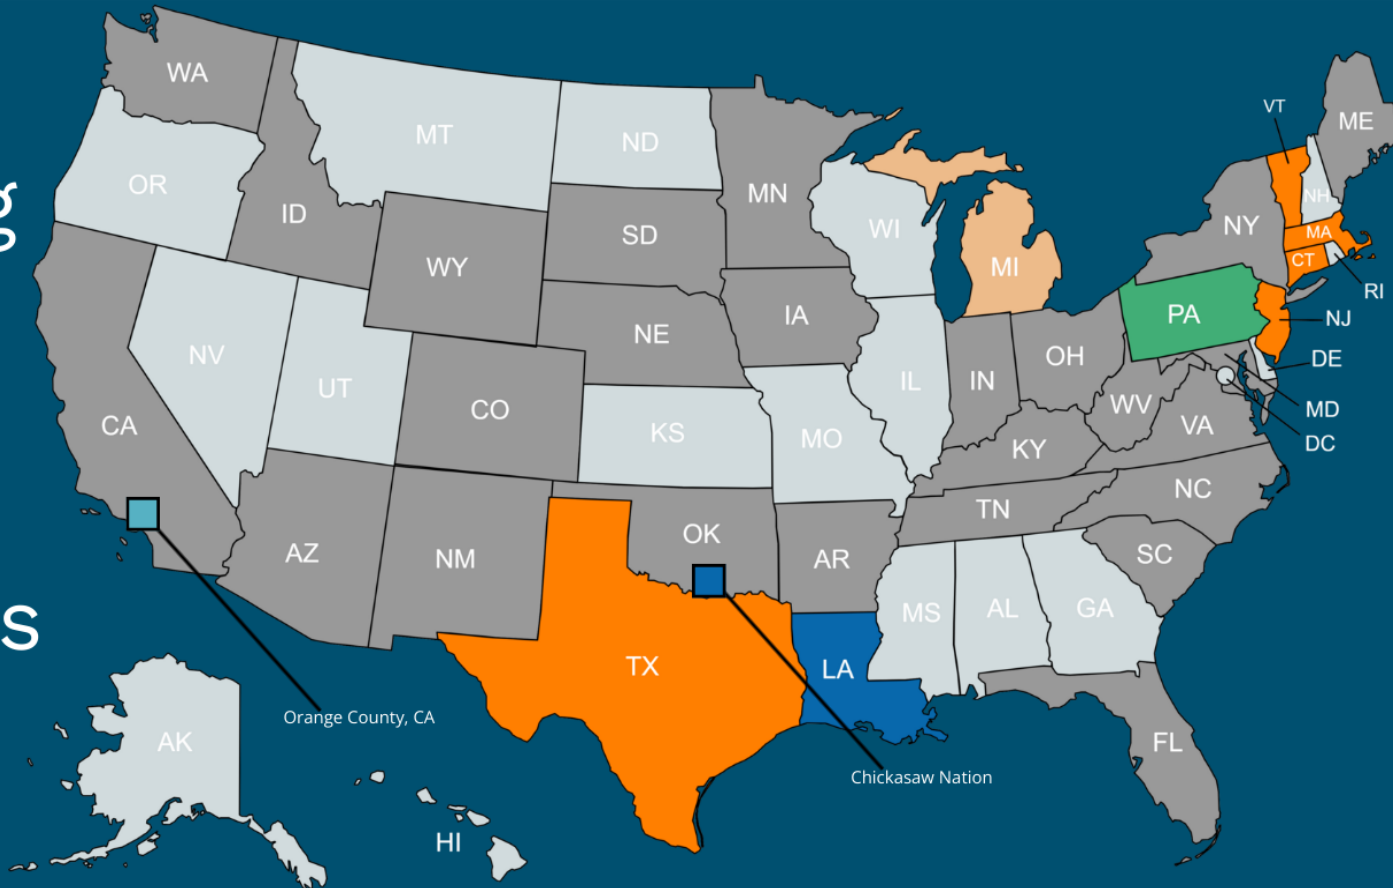 WA
MT
ND
MN
ME
VT
OR
ID
SD
WI
NH
NY
MA
CT
WY
MI
RI
IA
PA
NJ
NV
NE
OH
DE
UT
IL
IN
CO
WV
MD
CA
KS
MO
KY
VA
DC
NC
TN
AZ
NM
OK
AR
SC
MS
AL
GA
TX
LA
Orange County, CA
AK
FL
Chickasaw Nation
HI
g
s